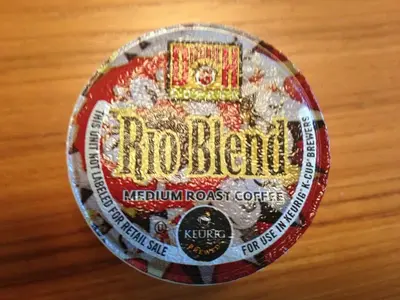 Rio Blend
MEDIUM ROAST COFFEE
THIS UNIT NOT LABELED FOR RETAIL SALE
KEURIG
BREWED
FOR USE IN KEURIG® K-CUP® BREWERS